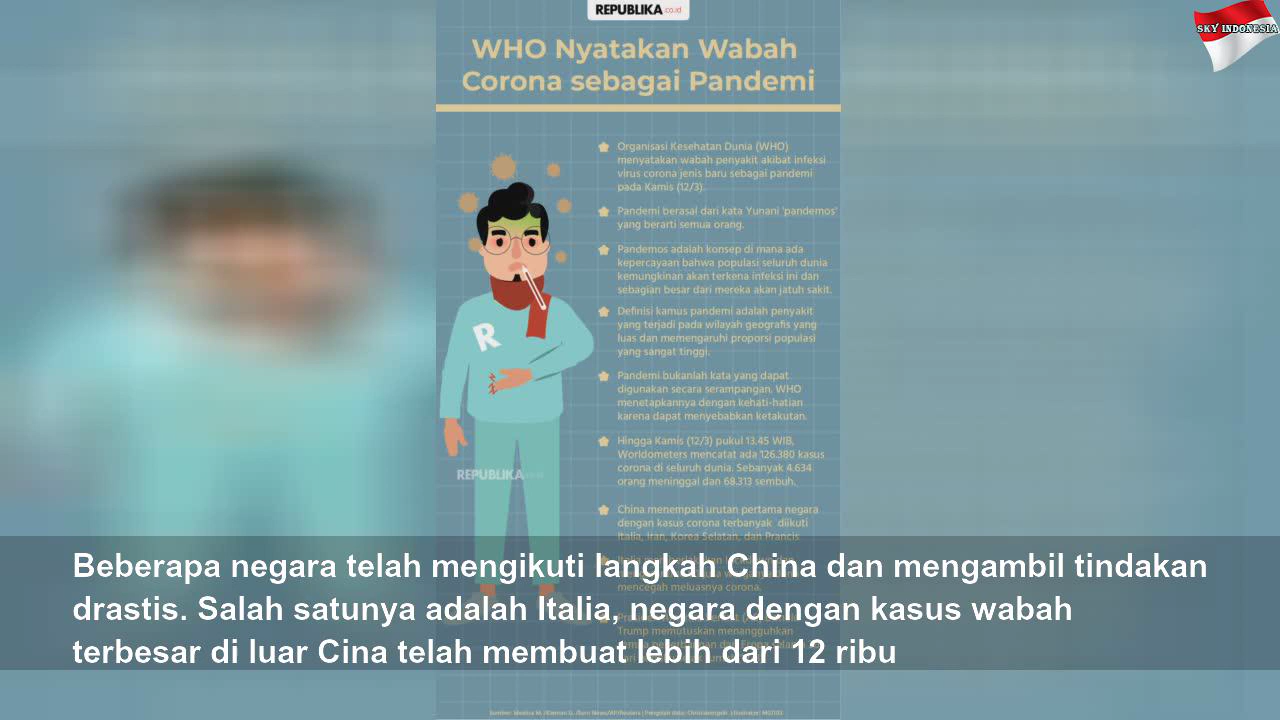 REPUBLIKA.co.id
SKY INDONESIA
WHO Nyatakan Wabah
Corona sebagai Pandemi
Organisasi Kesehatan Dunia (WHO)
menyatakan wabah penyakit akibat infeksi
virus corona jenis baru sebagai pandemi
pada Kamis (12/3).
Pandemi berasal dari kata Yunani 'pandemos'
yang berarti semua orang.
Pandemos adalah konsep di mana ada
kepercayaan bahwa populasi seluruh dunia
kemungkinan akan terkena infeksi ini dan
sebagian besar dari mereka akan jatuh sakit.
Definisi kamus pandemi adalah penyakit
yang terjadi pada wilayah geografis yang
luas dan memengaruhi proporsi populasi
yang sangat tinggi.
Pandemi bukanlah kata yang dapat
digunakan secara serampangan. WHO
menetapkannya dengan kehati-hatian
karena dapat menyebabkan ketakutan.
Hingga Kamis (12/3) pukul 13.45 WIB,
Worldometers mencatat ada 126.380 kasus
corona di seluruh dunia. Sebanyak 4.634
orang meninggal dan 68.313 sembuh.
China menempati urutan pertama negara
dengan kasus corona terbanyak diikuti
Italia, Iran, Korea Selatan, dan Prancis
R
REPUBLIKA
Italia
mencegah meluasnya corona.
Trump memutuskan menangguhkan
Beberapa negara telah mengikuti langkah China dan mengambil tindakan
drastis. Salah satunya adalah Italia, negara dengan kasus wabah
terbesar di luar Cina telah membuat lebih dari 12 ribu